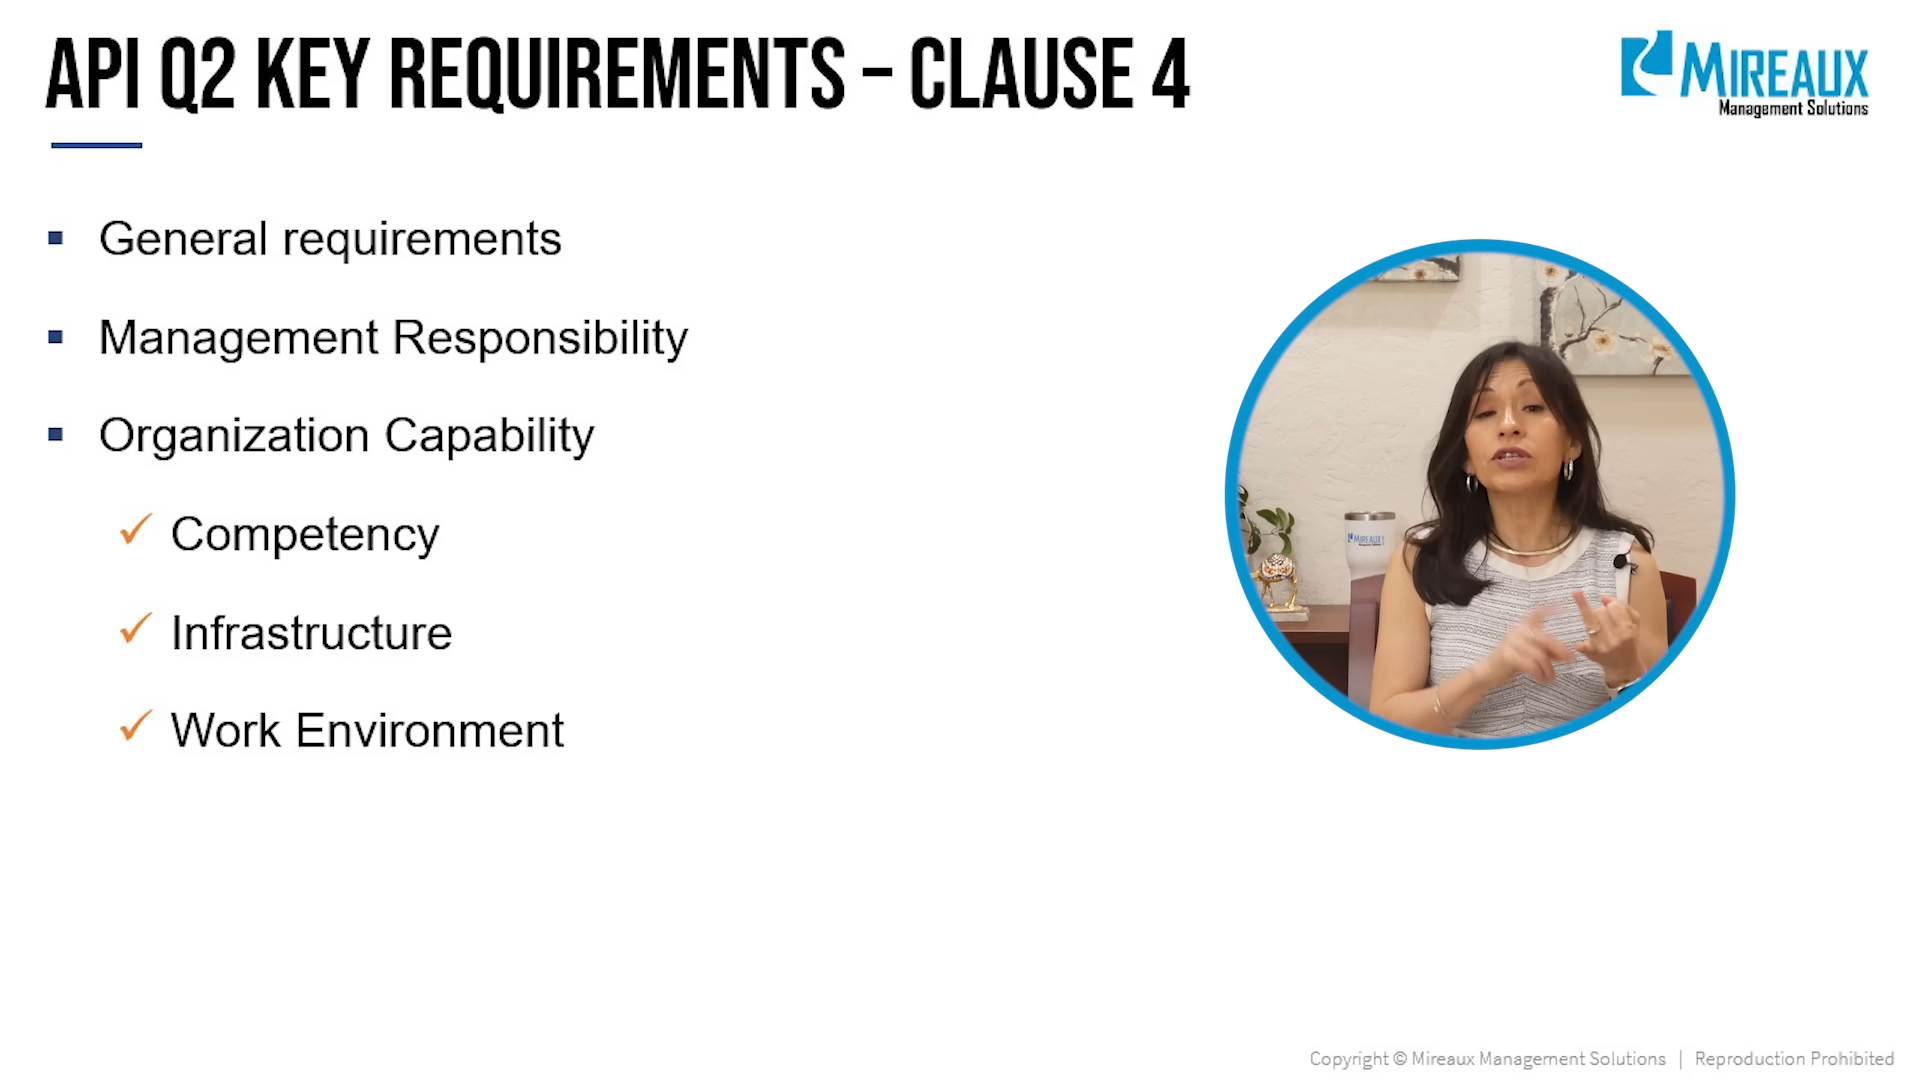 API Q2 KEY REQUIREMENTS – CLAUSE 4
MIREAUX
Management Solutions
▪ General requirements
▪ Management Responsibility
▪ Organization Capability
✓ Competency
✓ Infrastructure
✓ Work Environment
MIREAUX
Copyright © Mireaux Management Solutions | Reproduction Prohibited